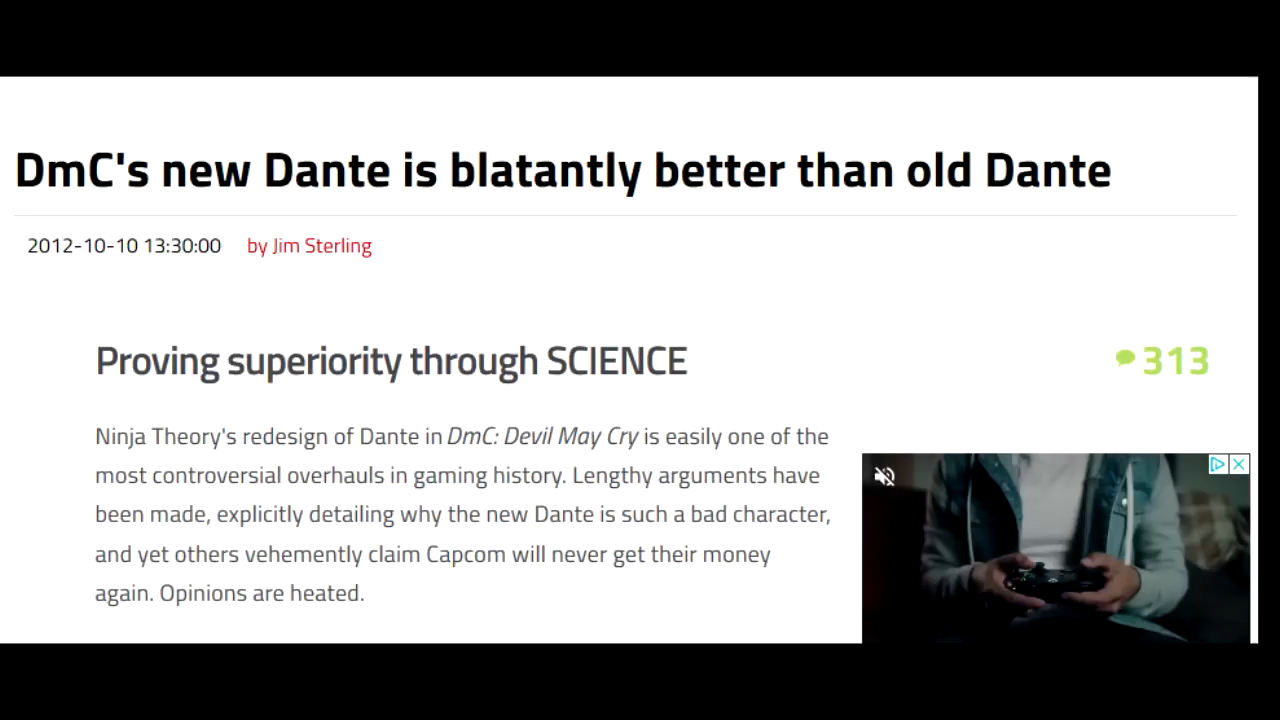 DmC's new Dante is blatantly better than old Dante
2012-10-10 13:30:00 by Jim Sterling
Proving superiority through SCIENCE
313
Ninja Theory's redesign of Dante in DmC: Devil May Cry is easily one of the
most controversial overhauls in gaming history. Lengthy arguments have
been made, explicitly detailing why the new Dante is such a bad character,
and yet others vehemently claim Capcom will never get their money
again. Opinions are heated.